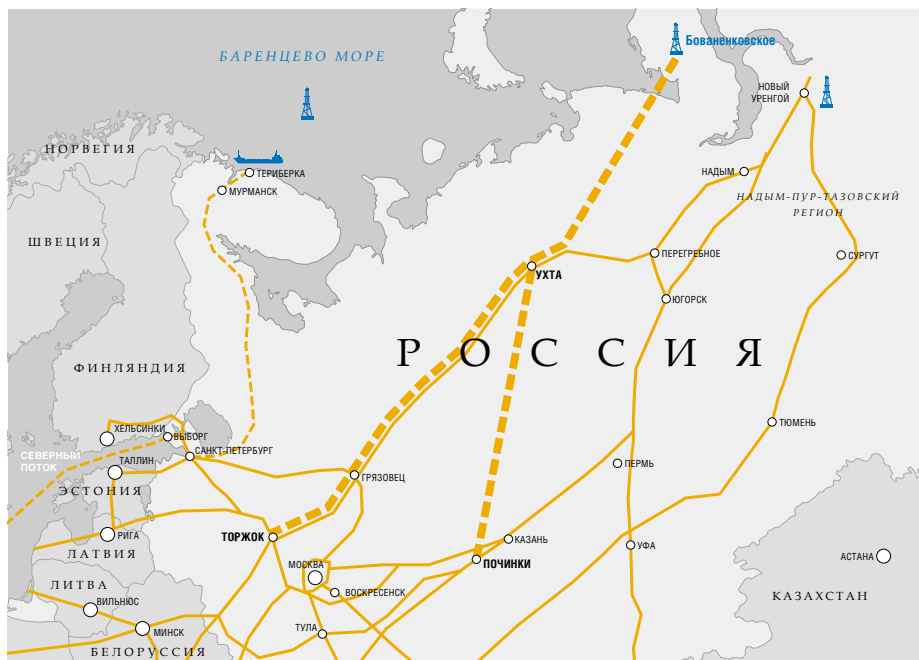 Бованенковское
БАРЕНЦЕВО МОРЕ
НОВЫЙ
УРЕНГОЙ
НОРВЕГИЯ
ТЕРИБЕРКА
МУРМАНСК
НАДЫМ
НАДЫМ-ПУР-ТАЗОВСКИЙ
РЕГИОН
ШВЕЦИЯ
ПЕРЕГРЕБНОЕ
СУРГУТ
УХТА
ЮГОРСК
РОССИЯ
ФИНЛЯНДИЯ
ТЮМЕНЬ
ХЕЛЬСИНКИ
ВЫБОРГ
САНКТ-ПЕТЕРБУРГ
СЕВЕРНЫЙ
ПОТОК
ТАЛЛИН
ПЕРМЬ
ГРЯЗОВЕЦ
ЭСТОНИЯ
РИГА
ТОРЖОК
КАЗАНЬ
УФА
ЛАТВИЯ
АСТАНА
МОСКВА
ПОЧИНКИ
ЛИТВА
ВОСКРЕСЕНСК
КАЗАХСТАН
ВИЛЬНЮС
МИНСК
ТУЛА
БЕЛОРУССИЯ